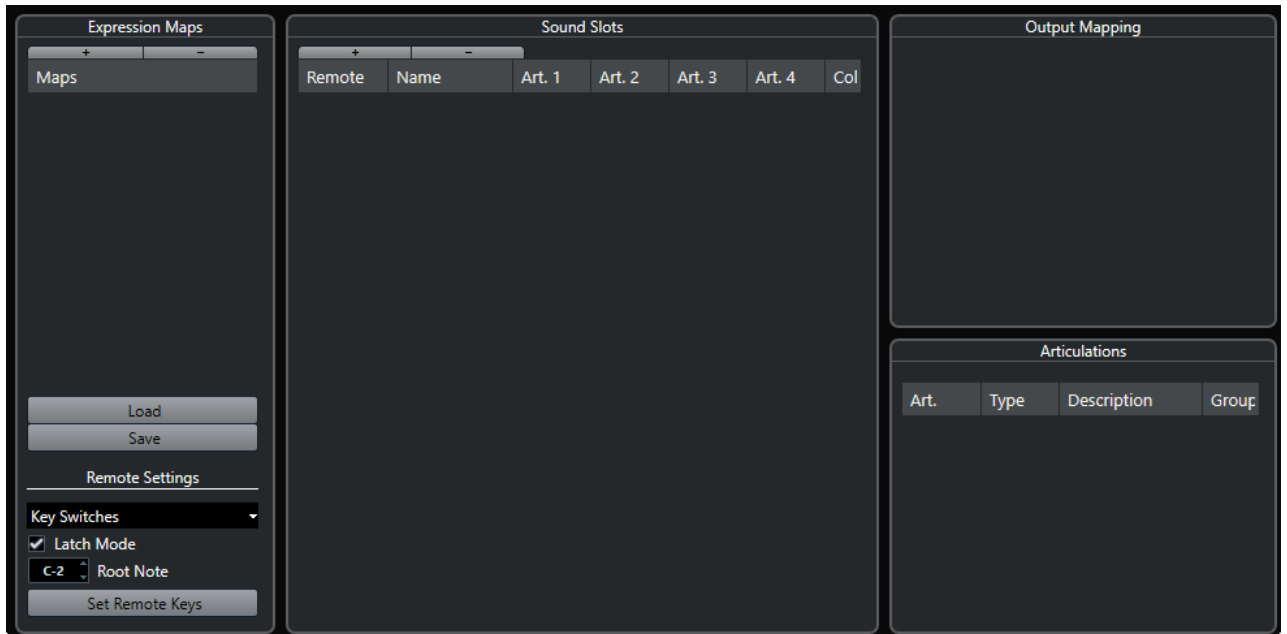 Expression Maps
+ -
Maps
Load
Save
Remote Settings
Key Switches
Latch Mode
C-2 Root Note
Set Remote Keys
Sound Slots
+ -
Remote Name Art. 1 Art. 2 Art. 3 Art. 4 Col
Output Mapping
Articulations
Art. Type Description Group